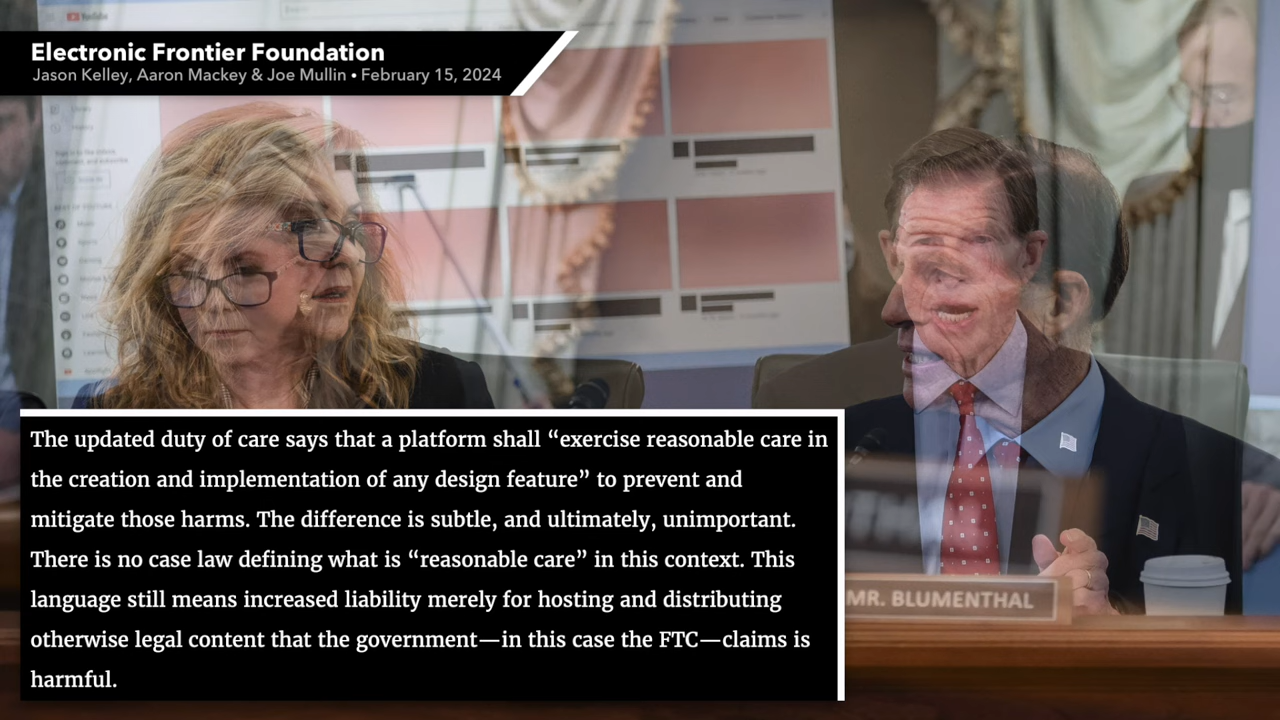 YouTube
Electronic Frontier Foundation
Jason Kelley, Aaron Mackey & Joe Mullin • February 15, 2024
The updated duty of care says that a platform shall “exercise reasonable care in
the creation and implementation of any design feature” to prevent and
mitigate those harms. The difference is subtle, and ultimately, unimportant.
There is no case law defining what is “reasonable care” in this context. This
language still means increased liability merely for hosting and distributing
otherwise legal content that the government—in this case the FTC—claims is
harmful.
MR. BLUMENTHAL